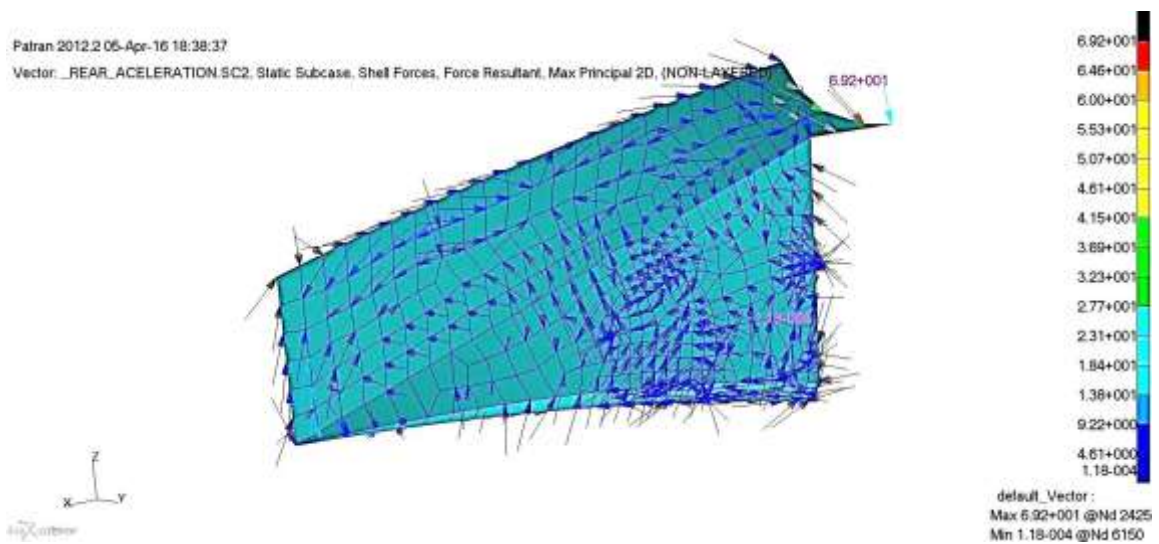 Patran 2012.2 05-Apr-16 18:38:37
Vector: _REAR_ACELERATION.SC2, Static Subcase, Shell Forces, Force Resultant, Max Principal 2D, (NON-LAYERED)
6.92+001
6.92+001
6.46+001
6.00+001
5.53+001
5.07+001
4.61+001
4.15+001
3.69+001
3.23+001
2.77+001
2.31+001
1.84+001
1.38+001
9.22+000
4.61+000
1.18-004
Z
X Y
default_Vector :
Max 6.92+001 @Nd 2425
Min 1.18-004 @Nd 6150